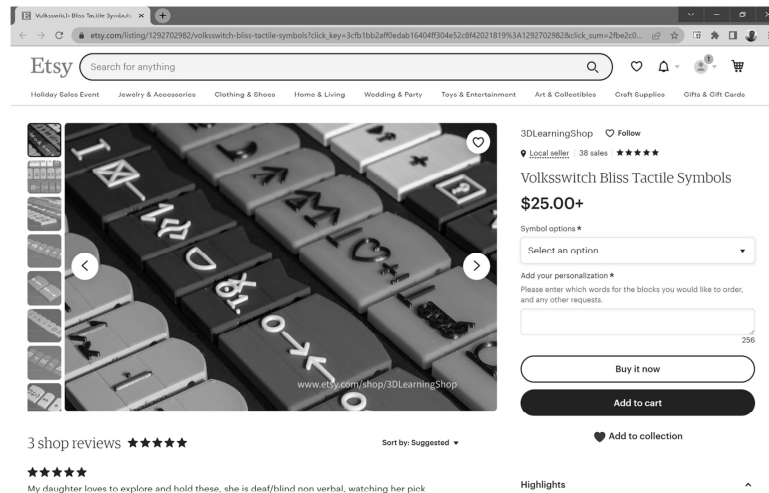 Volksswitch Bliss Tactile Symbols
etsy.com/listing/1292702982/volksswitch-bliss-tactile-symbols?click_key=3cfb1bb2aff0edab16404ff304e52c8f42021819%3A1292702982&click_sum=2fbe2c0...
Etsy
Search for anything
1
Holiday Sales Event Jewelry & Accessories Clothing & Shoes Home & Living Wedding & Party Toys & Entertainment Art & Collectibles Craft Supplies Gifts & Gift Cards
3DLearningShop Follow
Local seller 38 sales
Volksswitch Bliss Tactile Symbols
$25.00+
Symbol options *
Select an option
Add your personalization *
Please enter which words for the blocks you would like to order,
and any other requests.
256
Buy it now
Add to cart
Add to collection
www.etsy.com/shop/3DLearningShop
3 shop reviews
Sort by: Suggested
My daughter loves to explore and hold these, she is deaf/blind non verbal, watching her pick
Highlights